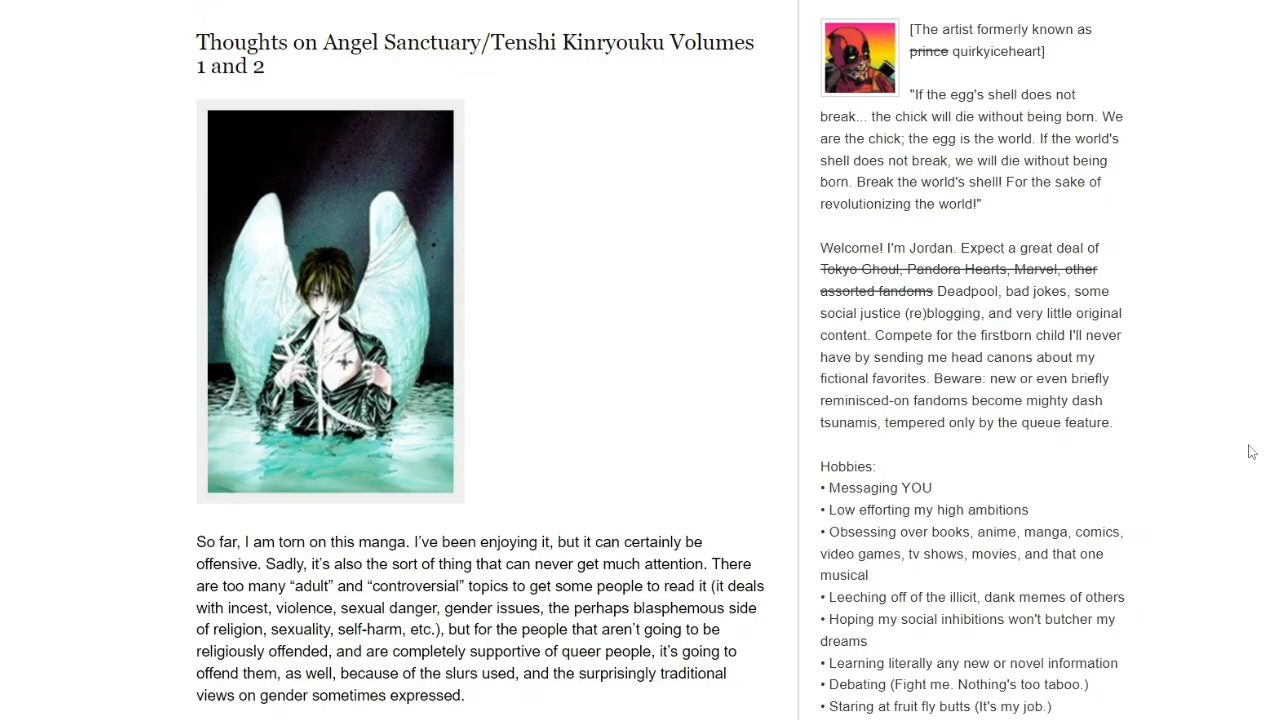 Thoughts on Angel Sanctuary/Tenshi Kinryouku Volumes
1 and 2
So far, I am torn on this manga. I’ve been enjoying it, but it can certainly be
offensive. Sadly, it’s also the sort of thing that can never get much attention. There
are too many “adult” and “controversial” topics to get some people to read it (it deals
with incest, violence, sexual danger, gender issues, the perhaps blasphemous side
of religion, sexuality, self-harm, etc.), but for the people that aren’t going to be
religiously offended, and are completely supportive of queer people, it’s going to
offend them, as well, because of the slurs used, and the surprisingly traditional
views on gender sometimes expressed.
[The artist formerly known as
prince quirkyiceheart]
"If the egg's shell does not
break... the chick will die without being born. We
are the chick; the egg is the world. If the world's
shell does not break, we will die without being
born. Break the world's shell! For the sake of
revolutionizing the world!"
Welcome! I'm Jordan. Expect a great deal of
Tokyo Ghoul, Pandora Hearts, Marvel, other
assorted fandoms Deadpool, bad jokes, some
social justice (re)blogging, and very little original
content. Compete for the firstborn child I'll never
have by sending me head canons about my
fictional favorites. Beware: new or even briefly
reminisced-on fandoms become mighty dash
tsunamis, tempered only by the queue feature.
Hobbies:
• Messaging YOU
• Low efforting my high ambitions
• Obsessing over books, anime, manga, comics,
video games, tv shows, movies, and that one
musical
• Leeching off of the illicit, dank memes of others
• Hoping my social inhibitions won't butcher my
dreams
• Learning literally any new or novel information
• Debating (Fight me. Nothing's too taboo.)
• Staring at fruit fly butts (It's my job.)